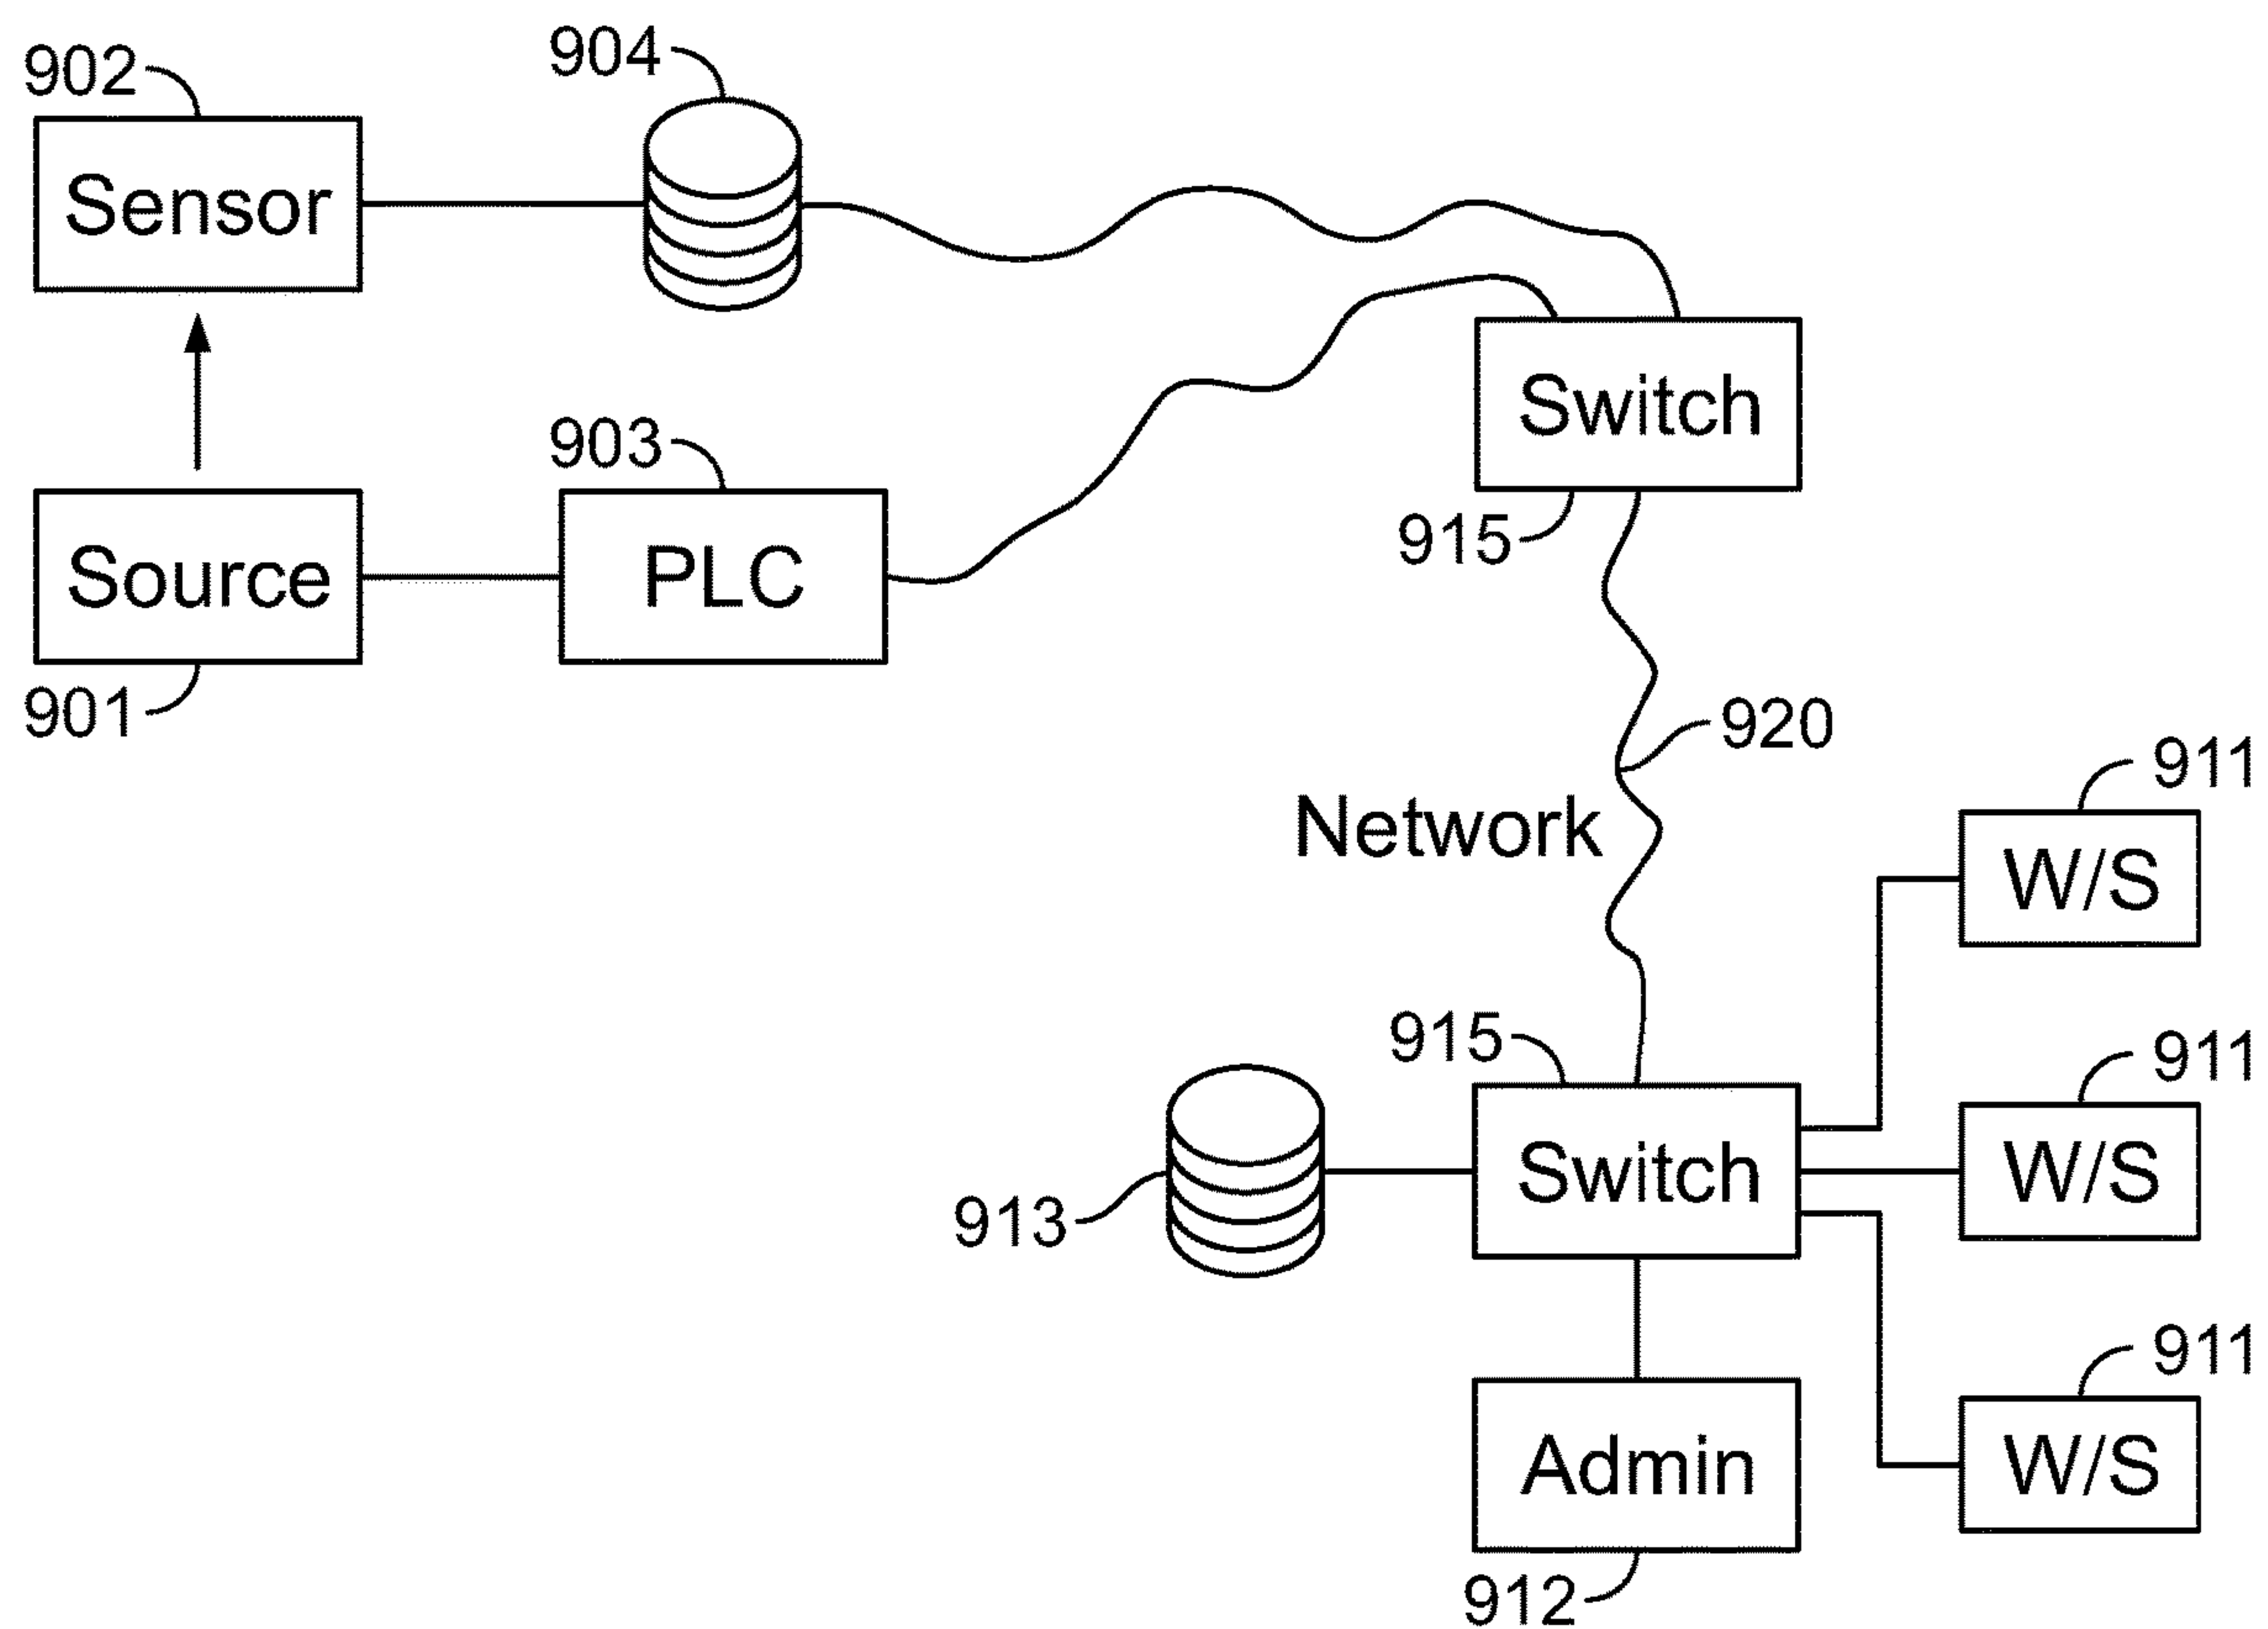 902
904
Sensor
Switch
903
915
Source
PLC
901
920
911
Network
W/S
915
911
913
Switch
W/S
911
Admin
W/S
912